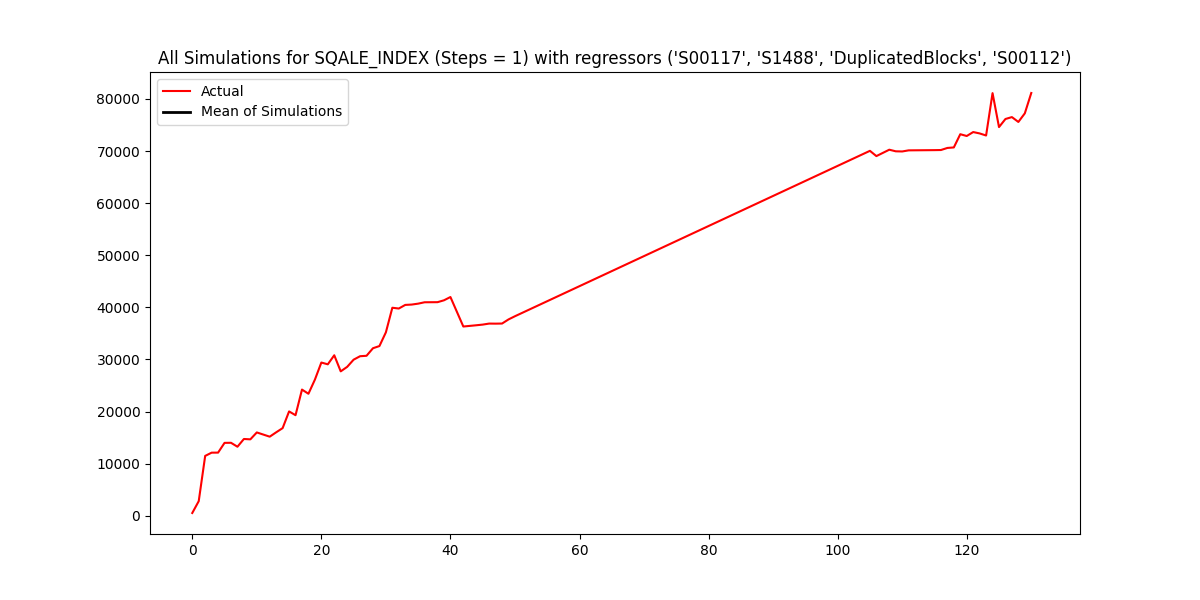 All Simulations for SQALE_INDEX (Steps = 1) with regressors ('S00117', 'S1488', 'DuplicatedBlocks', 'S00112')
Actual
Mean of Simulations
80000
70000
60000
50000
40000
30000
20000
10000
0
0 20 40 60 80 100 120